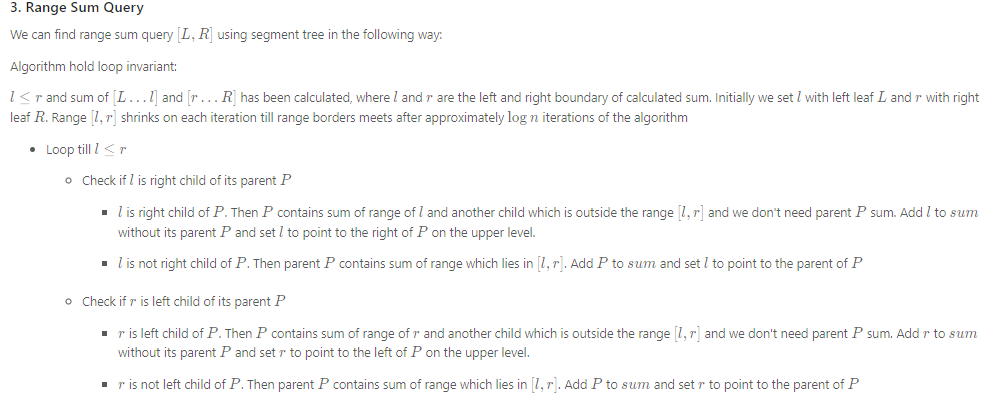 3. Range Sum Query
We can find range sum query [L, R] using segment tree in the following way:
Algorithm hold loop invariant:
l ≤ r and sum of [L…l] and [r…R] has been calculated, where l and r are the left and right boundary of calculated sum. Initially we set l with left leaf L and r with right
leaf R. Range [l, r] shrinks on each iteration till range borders meets after approximately log n iterations of the algorithm
• Loop till l ≤ r
o Check if l is right child of its parent P
▪ l is right child of P. Then P contains sum of range of l and another child which is outside the range [l, r] and we don't need parent P sum. Add l to sum
without its parent P and set l to point to the right of P on the upper level.
▪ l is not right child of P. Then parent P contains sum of range which lies in [l, r]. Add P to sum and set l to point to the parent of P
o Check if r is left child of its parent P
▪ r is left child of P. Then P contains sum of range of r and another child which is outside the range [l, r] and we don't need parent P sum. Add r to sum
without its parent P and set r to point to the left of P on the upper level.
▪ r is not left child of P. Then parent P contains sum of range which lies in [l, r]. Add P to sum and set r to point to the parent of P